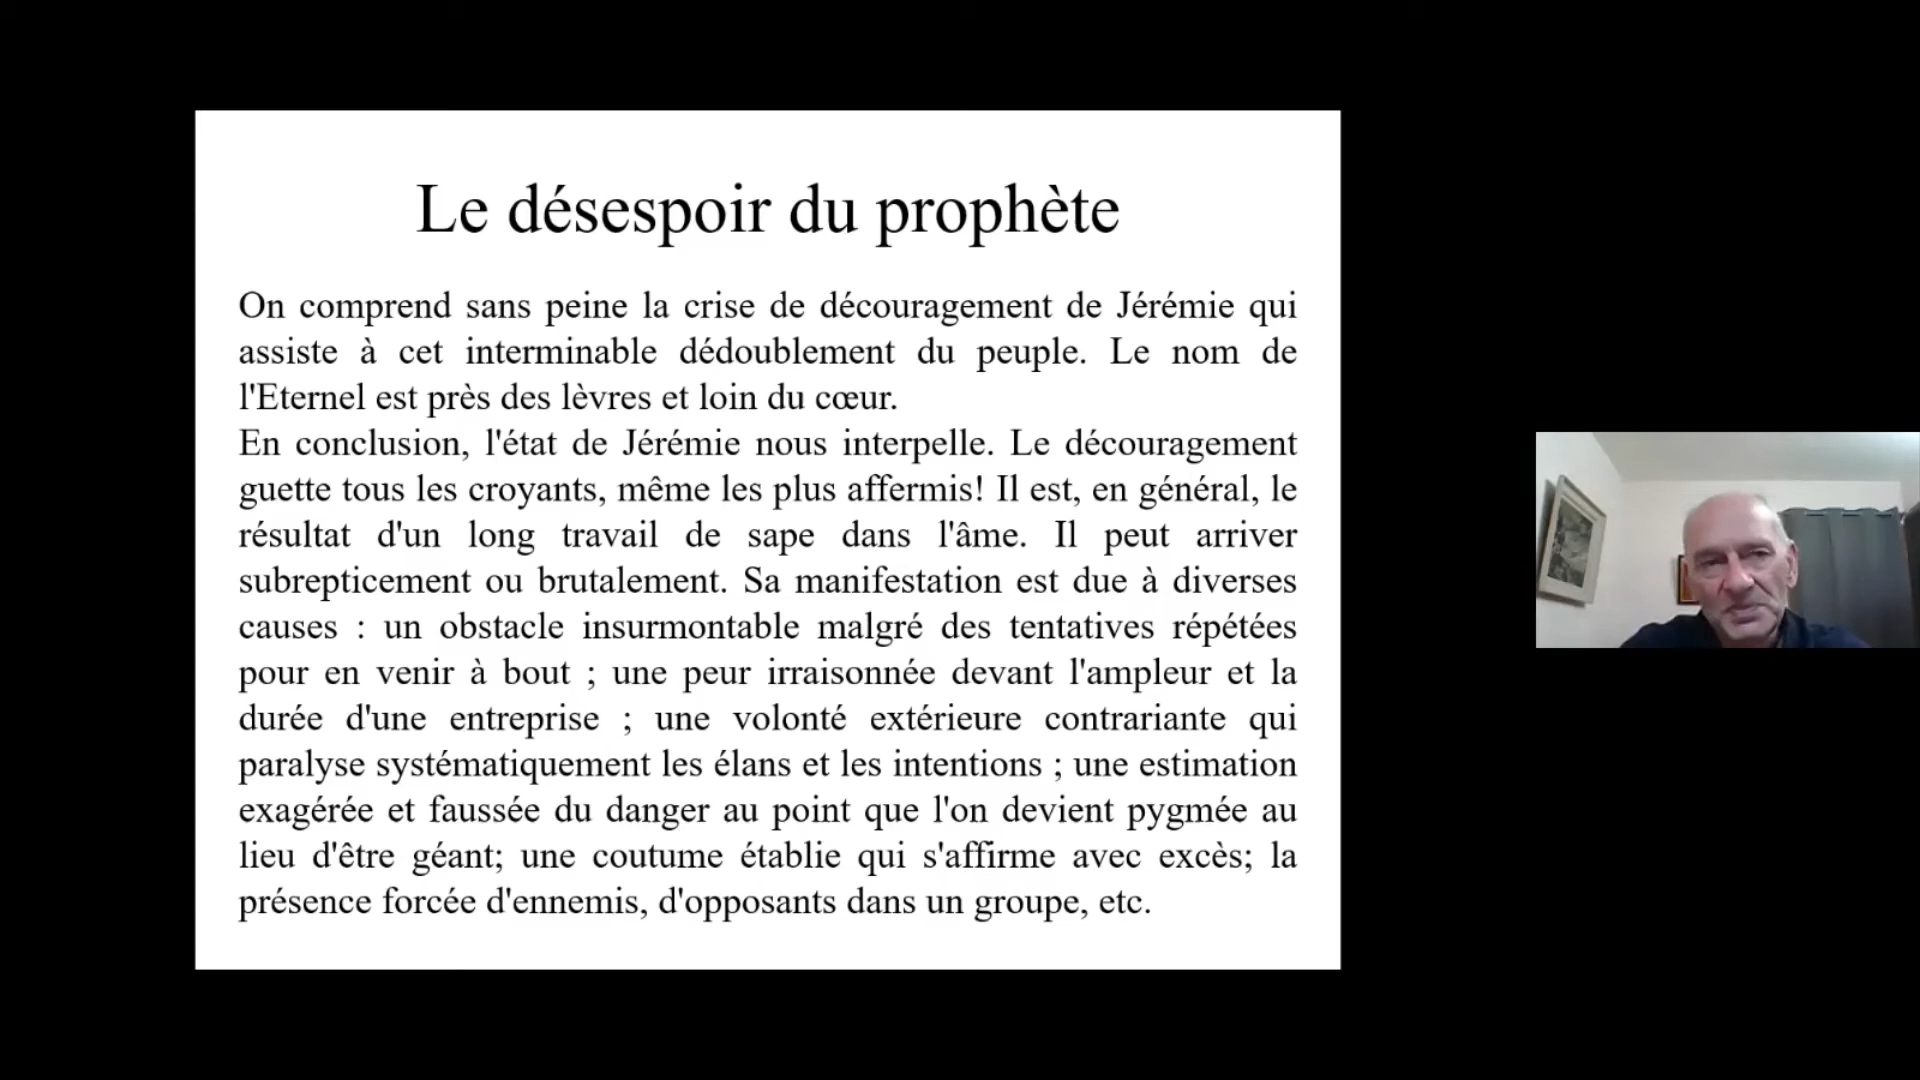 Le désespoir du prophète
On comprend sans peine la crise de découragement de Jérémie qui
assiste à cet interminable dédoublement du peuple. Le nom de
l'Eternel est près des lèvres et loin du cœur.
En conclusion, l'état de Jérémie nous interpelle. Le découragement
guette tous les croyants, même les plus affermis! Il est, en général, le
résultat d'un long travail de sape dans l'âme. Il peut arriver
subrepticement ou brutalement. Sa manifestation est due à diverses
causes : un obstacle insurmontable malgré des tentatives répétées
pour en venir à bout ; une peur irraisonnée devant l'ampleur et la
durée d'une entreprise ; une volonté extérieure contrariante qui
paralyse systématiquement les élans et les intentions ; une estimation
exagérée et faussée du danger au point que l'on devient pygmée au
lieu d'être géant; une coutume établie qui s'affirme avec excès; la
présence forcée d'ennemis, d'opposants dans un groupe, etc.